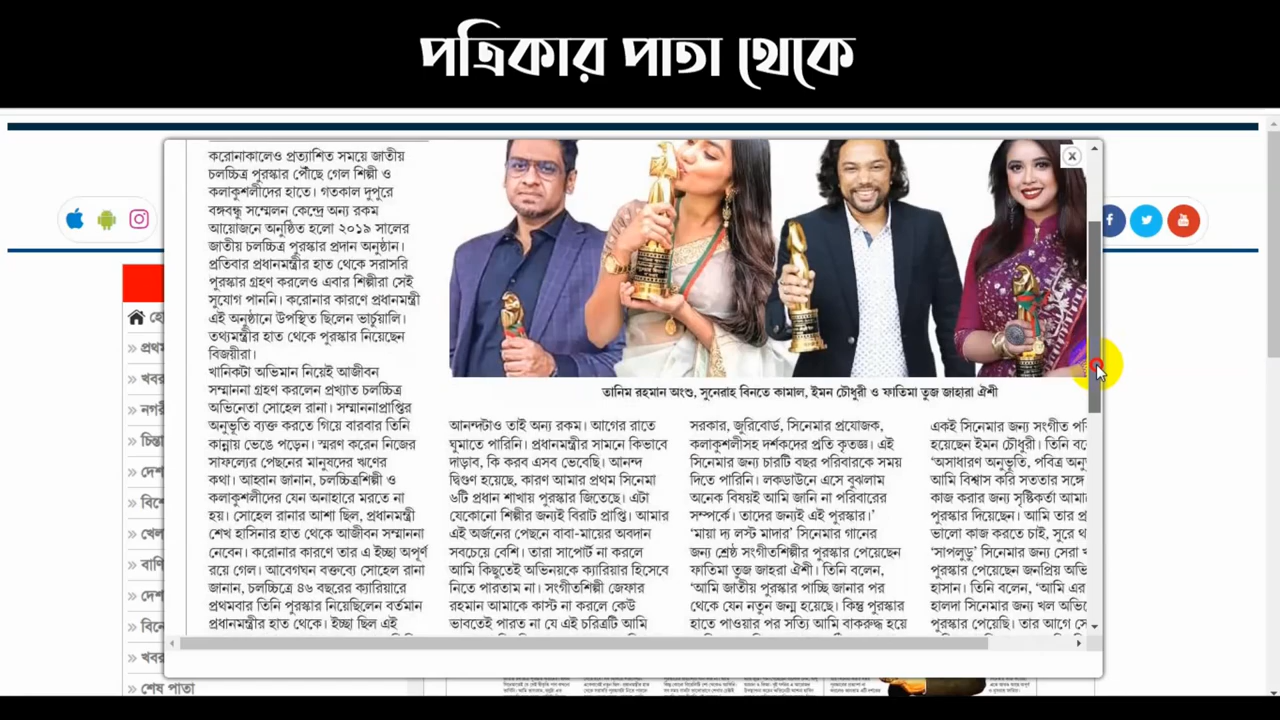 পত্রিকার পাতা থেকে
করোনাকালেও প্রত্যাশিত সময়ে জাতীয়
চলচ্চিত্র পুরস্কার পৌঁছে গেল শিল্পী ও
কলাকুশলীদের হাতে। গতকাল দুপুরে
বঙ্গবন্ধু সম্মেলন কেন্দ্রে অন্য রকম
আয়োজনে অনুষ্ঠিত হলো ২০১৯ সালের
জাতীয় চলচ্চিত্র পুরস্কার প্রদান অনুষ্ঠান।
প্রতিবার প্রধানমন্ত্রীর হাত থেকে সরাসরি
পুরস্কার গ্রহণ করলেও এবার শিল্পীরা সেই
সুযোগ পাননি। করোনার কারণে প্রধানমন্ত্রী
এই অনুষ্ঠানে উপস্থিত ছিলেন ভার্চুয়ালি।
তথ্যমন্ত্রীর হাত থেকে পুরস্কার নিয়েছেন
বিজয়ীরা।
খানিকটা অভিমান নিয়েই আজীবন
সম্মাননা গ্রহণ করলেন প্রখ্যাত চলচ্চিত্র
অভিনেতা সোহেল রানা। সম্মাননাপ্রাপ্তির
অনুভূতি ব্যক্ত করতে গিয়ে বারবার তিনি
কান্নায় ভেঙে পড়েন। স্মরণ করেন নিজের
সাফল্যের পেছনের মানুষদের ঋণের
কথা। আহ্বান জানান, চলচ্চিত্রশিল্পী ও
কলাকুশলীদের যেন অনাহারে মরতে না
হয়। সোহেল রানার আশা ছিল, প্রধানমন্ত্রী
শেখ হাসিনার হাত থেকে আজীবন সম্মাননা
নেবেন। করোনার কারণে তার এ ইচ্ছা অপূর্ণ
রয়ে গেল। আবেগঘন বক্তব্যে সোহেল রানা
জানান, চলচ্চিত্রে ৪৬ বছরের ক্যারিয়ারে
প্রথমবার তিনি পুরস্কার নিয়েছিলেন বর্তমান
প্রধানমন্ত্রীর হাত থেকে। ইচ্ছা ছিল এই
তানিম রহমান অংশু, সুনেরাহ বিনতে কামাল, ইমন চৌধুরী ও ফাতিমা তুজ জাহারা ঐশী
আনন্দটাও তাই অন্য রকম। আগের রাতে
ঘুমাতে পারিনি। প্রধানমন্ত্রীর সামনে কিভাবে
দাড়াব, কি করব এসব ভেবেছি। আনন্দ
দ্বিগুণ হয়েছে, কারণ আমার প্রথম সিনেমা
৬টি প্রধান শাখায় পুরস্কার জিতেছে। এটা
যেকোনো শিল্পীর জন্যই বিরাট প্রাপ্তি। আমার
এই অর্জনের পেছনে বাবা-মায়ের অবদান
সবচেয়ে বেশি। তারা সাপোর্ট না করলে
আমি কিছুতেই অভিনয়কে ক্যারিয়ার হিসেবে
নিতে পারতাম না। সংগীতশিল্পী জেফার
রহমান আমাকে কাস্ট না করলে কেউ
ভাবতেই পারত না যে এই চরিত্রটি আমি
সরকার, জুরিবোর্ড, সিনেমার প্রযোজক,
কলাকুশলীসহ দর্শকদের প্রতি কৃতজ্ঞ। এই
সিনেমার জন্য চারটি বছর পরিবারকে সময়
দিতে পারিনি। লকডাউনে এসে বুঝলাম
অনেক বিষয়ই আমি জানি না পরিবারের
সম্পর্কে। তাদের জন্যই এই পুরস্কার।’
‘মায়া দ্য লস্ট মাদার’ সিনেমার গানের
জন্য শ্রেষ্ঠ সংগীতশিল্পীর পুরস্কার পেয়েছেন
ফাতিমা তুজ জাহরা ঐশী। তিনি বলেন,
‘আমি জাতীয় পুরস্কার পাচ্ছি জানার পর
থেকে যেন নতুন জন্ম হয়েছে। কিন্তু পুরস্কার
হাতে পাওয়ার পর সত্যি আমি বাকরুদ্ধ হয়ে
একই সিনেমার জন্য সংগীত
হয়েছেন ইমন চৌধুরী। তিনি
‘অসাধারণ অনুভূতি, পবিত্র
আমি বিশ্বাস করি সততার সঙ্গে
কাজ করার জন্য সৃষ্টিকর্তা
পুরস্কার দিয়েছেন। আমি তার
ভালো কাজ করতে চাই, সুরে
‘সাপলুডু’ সিনেমার জন্য সেরা
পুরস্কার পেয়েছেন জনপ্রিয়
হাসান। তিনি বলেন, ‘আমি এর
হালদা সিনেমার জন্য খল
পুরস্কার পেয়েছি। তার আগে
শেষ পাতা